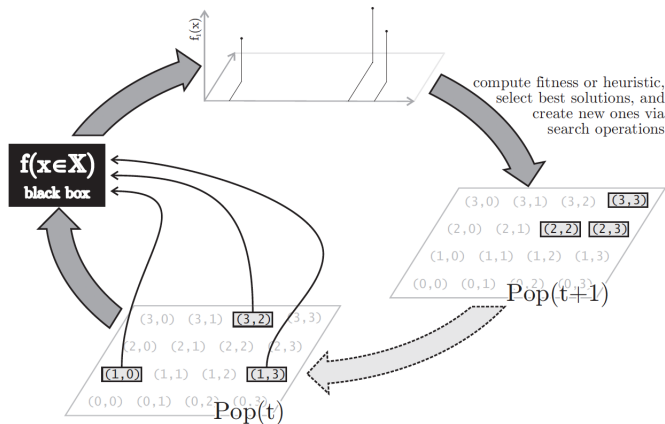 f₁(x)
compute fitness or heuristic,
select best solutions, and
create new ones via
search operations
f(x∈𝕏)
black box
(3,0) (3,1) (3,2) (3,3)
(2,0) (2,1) (2,2) (2,3)
(1,0) (1,1) (1,2) (1,3)
(0,0) (0,1) (0,2) (0,3)
Pop(t+1)
(3,0) (3,1) (3,2) (3,3)
(2,0) (2,1) (2,2) (2,3)
(1,0) (1,1) (1,2) (1,3)
(0,0) (0,1) (0,2) (0,3)
Pop(t)